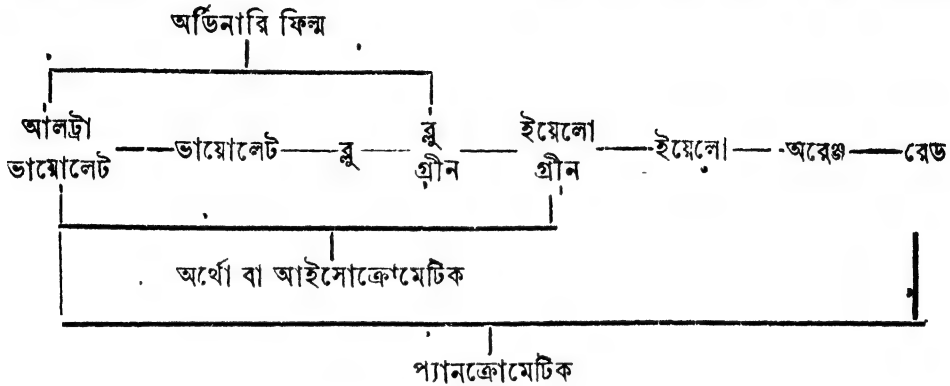 অর্ডিনারি ফিল্ম
আলট্রা ভায়োলেট — ভায়োলেট — ব্লু — ব্লু গ্রীন — ইয়েলো গ্রীন — ইয়েলো — অরেঞ্জ — রেড
অর্থো বা আইসোক্রোমেটিক
প্যানক্রোমেটিক